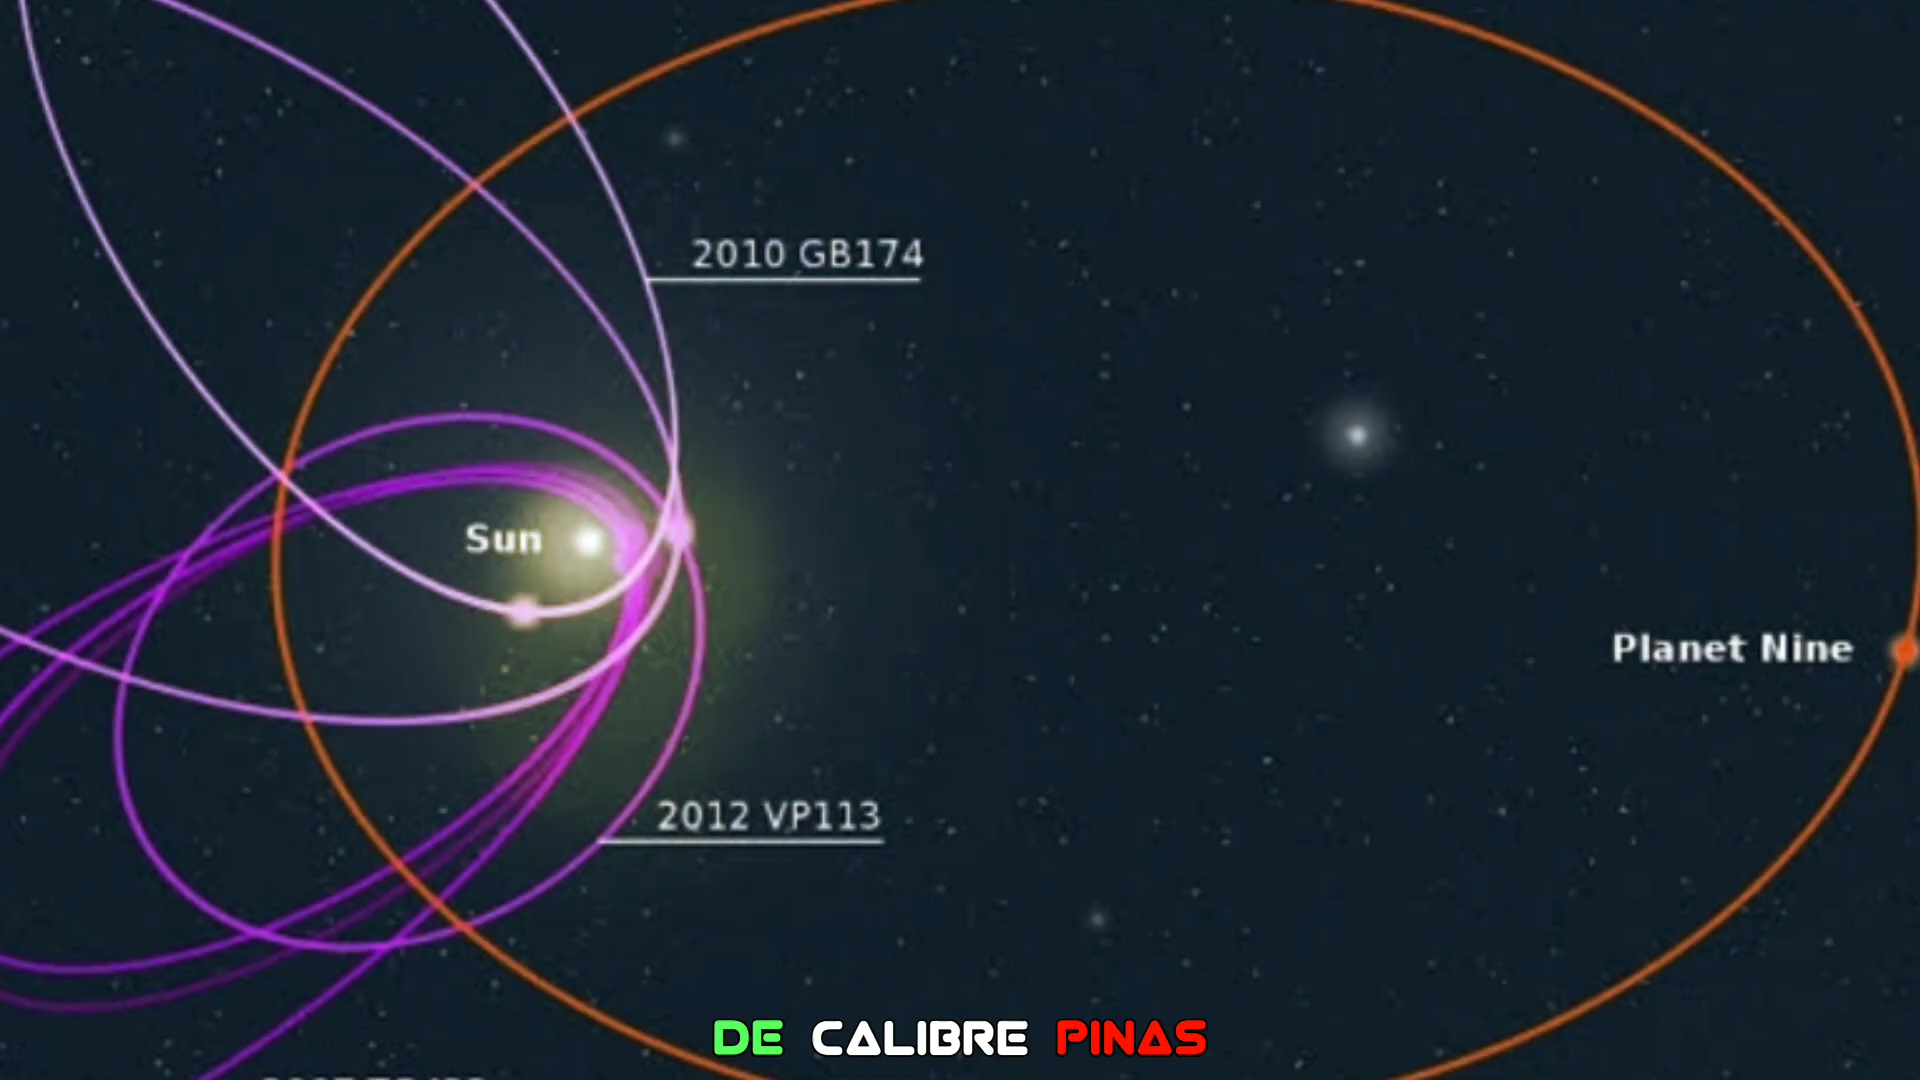 2010 GB174
Sun
Planet Nine
2012 VP113
DE CALIBRE PINAS